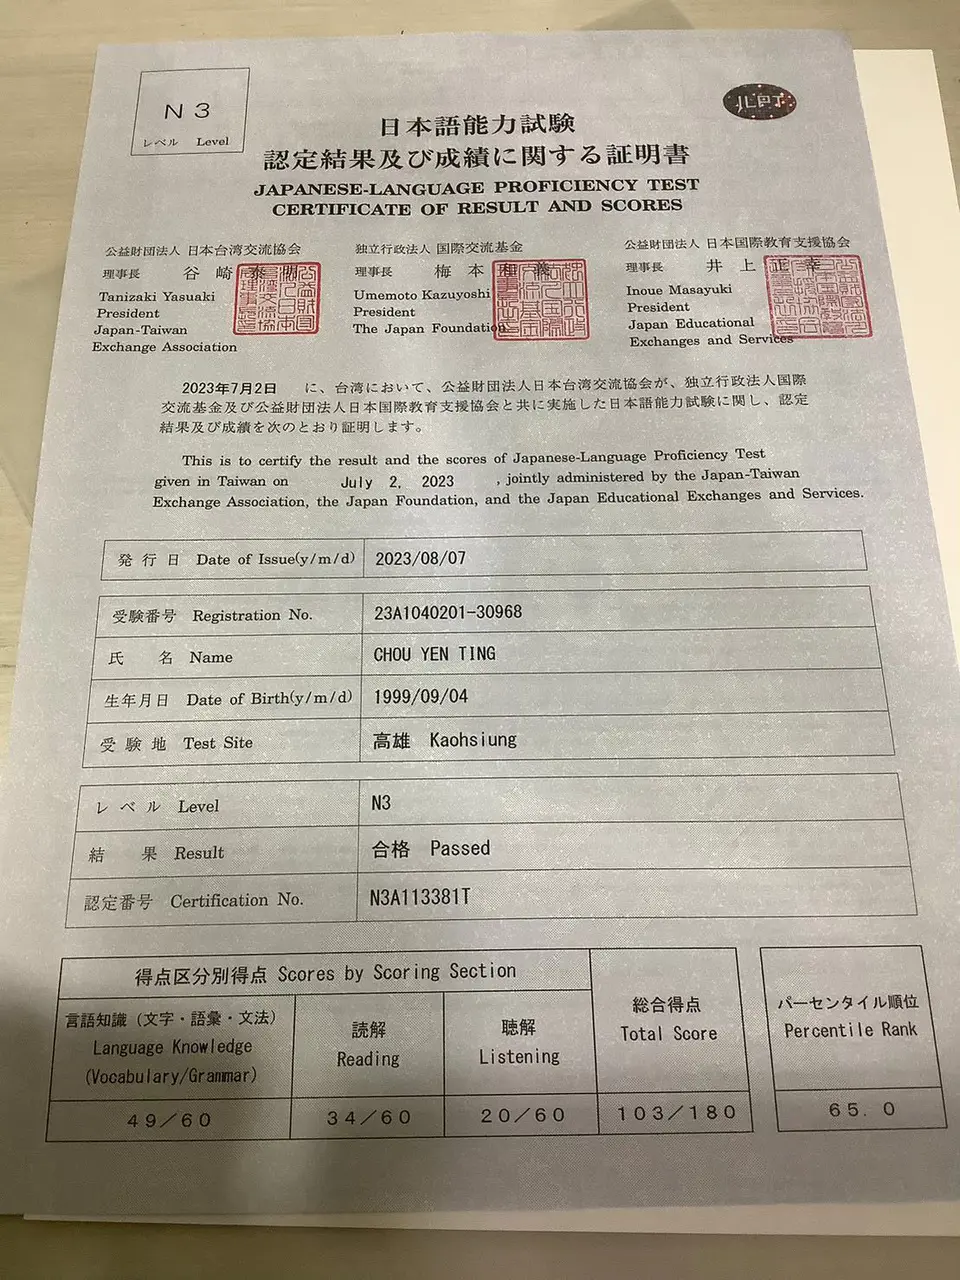 N3
レベル Level
JLPT
日本語能力試験
認定結果及び成績に関する証明書
JAPANESE-LANGUAGE PROFICIENCY TEST
CERTIFICATE OF RESULT AND SCORES
公益財団法人 日本台湾交流協会
理事長 谷崎泰明
Tanizaki Yasuaki
President
Japan-Taiwan
Exchange Association
独立行政法人 国際交流基金
理事長 梅本和義
Umemoto Kazuyoshi
President
The Japan Foundation
公益財団法人 日本国際教育支援協会
理事長 井上正幸
Inoue Masayuki
President
Japan Educational
Exchanges and Services
2023年7月2日 に、台湾において、公益財団法人日本台湾交流協会が、独立行政法人国際
交流基金及び公益財団法人日本国際教育支援協会と共に実施した日本語能力試験に関し、認定
結果及び成績を次のとおり証明します。
This is to certify the result and the scores of Japanese-Language Proficiency Test
given in Taiwan on July 2, 2023 , jointly administered by the Japan-Taiwan
Exchange Association, the Japan Foundation, and the Japan Educational Exchanges and Services.
発行日 Date of Issue(y/m/d) 2023/08/07
受験番号 Registration No. 23A1040201-30968
氏名 Name CHOU YEN TING
生年月日 Date of Birth(y/m/d) 1999/09/04
受験地 Test Site 高雄 Kaohsiung
レベル Level N3
結果 Result 合格 Passed
認定番号 Certification No. N3A113381T
得点区分別得点 Scores by Scoring Section
言語知識（文字・語彙・文法）
Language Knowledge
(Vocabulary/Grammar)
読解
Reading
聴解
Listening
総合得点
Total Score
パーセンタイル順位
Percentile Rank
49/60 34/60 20/60 103/180 65.0